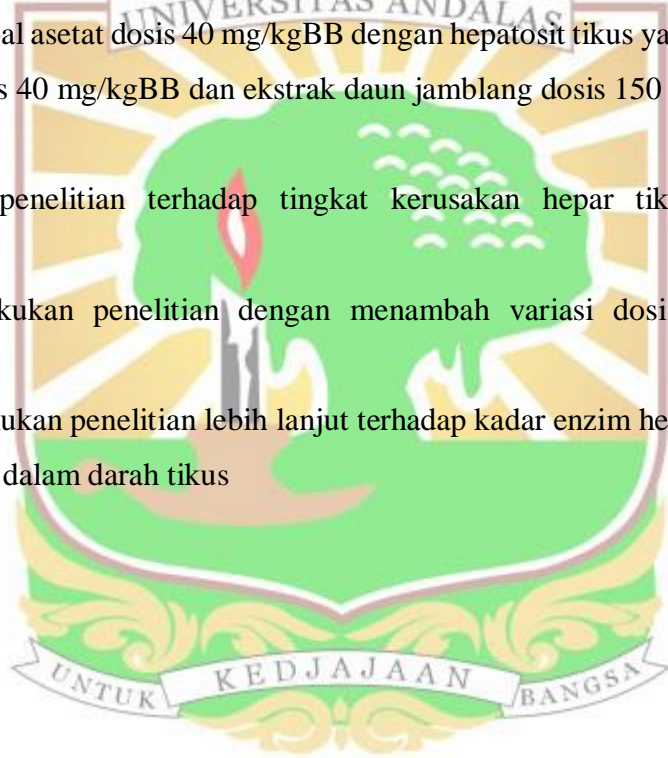 UNIVERSITAS ANDALAS
al asetat dosis 40 mg/kgBB dengan hepatosit tikus ya
s 40 mg/kgBB dan ekstrak daun jamblang dosis 150
penelitian terhadap tingkat kerusakan hepar tik
kukan penelitian dengan menambah variasi dosi
ukan penelitian lebih lanjut terhadap kadar enzim he
dalam darah tikus
UNTUK KEDJAJAAN BANGSA